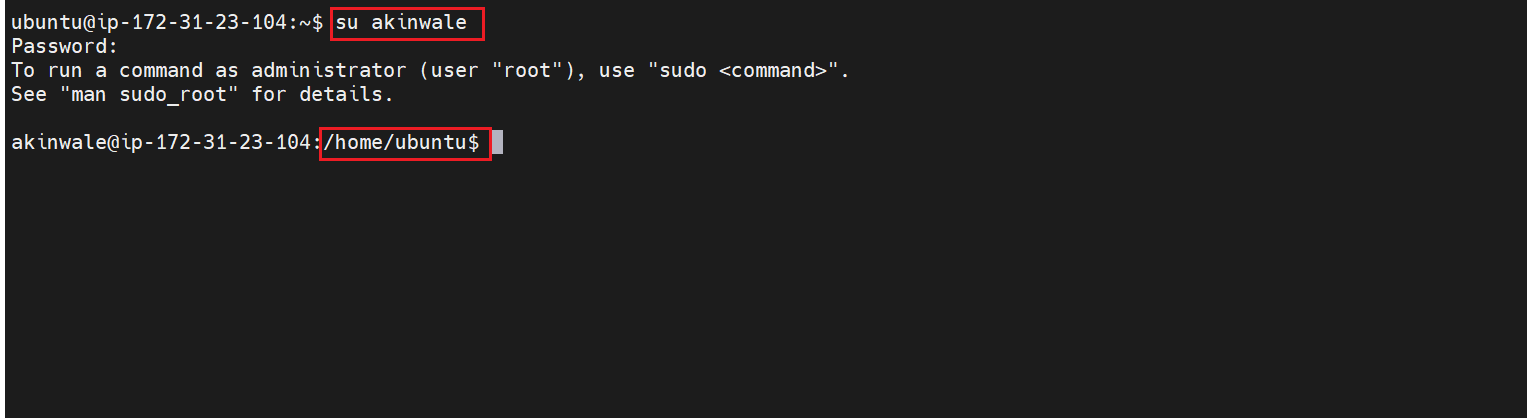 ubuntu@ip-172-31-23-104:~$ su akinwale
Password:
To run a command as administrator (user "root"), use "sudo <command>".
See "man sudo_root" for details.
akinwale@ip-172-31-23-104:/home/ubuntu$